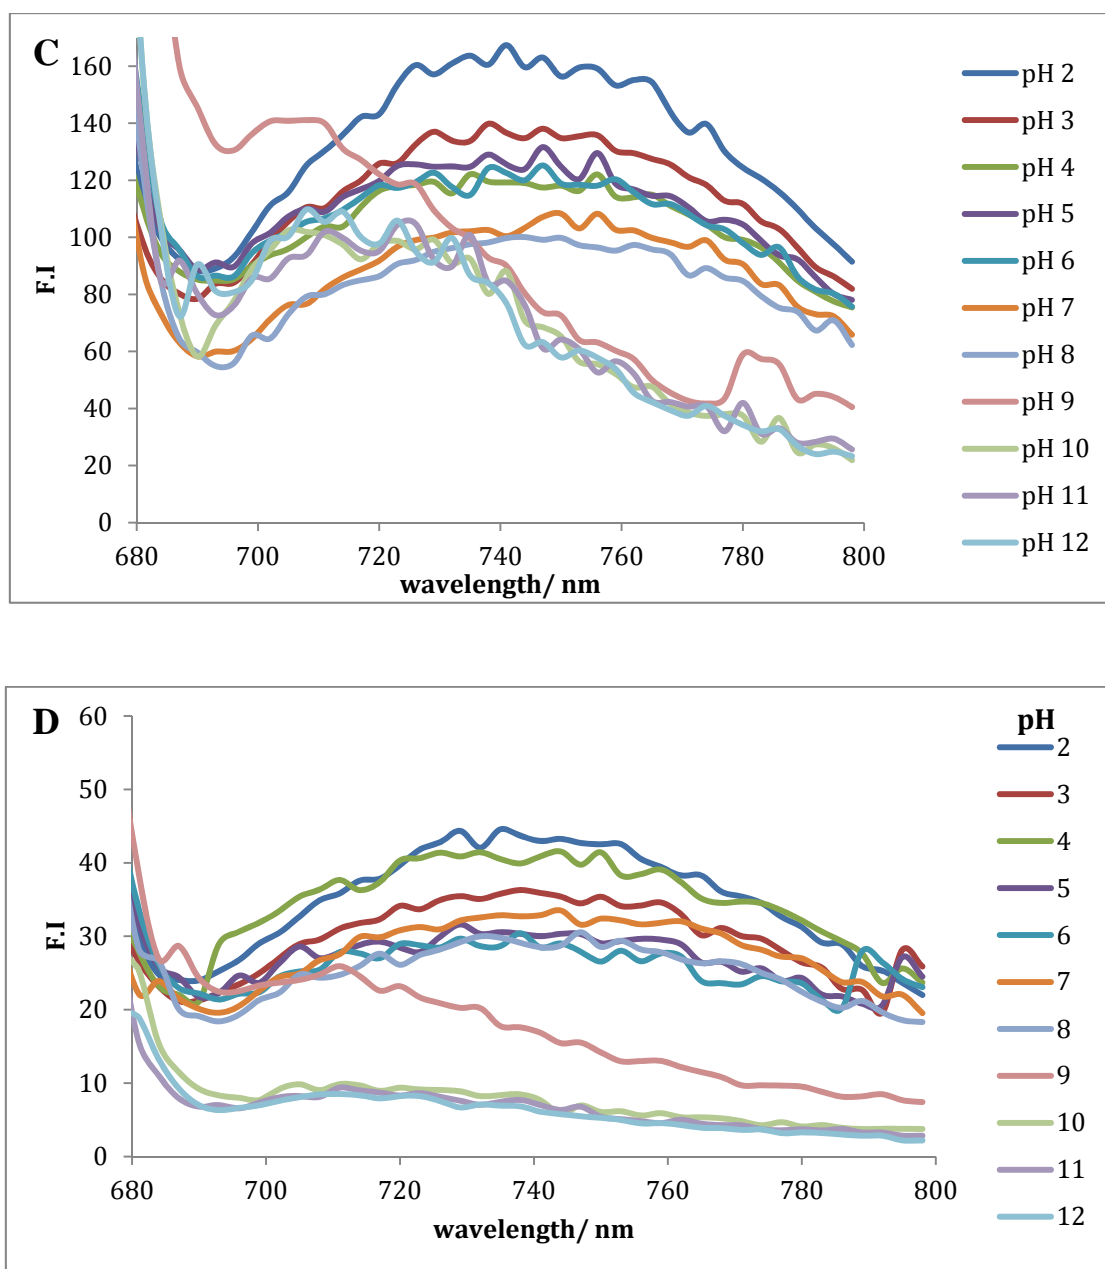 C
160
140
120
100
80
60
40
20
0
F.I
680 700 720 740 760 780 800
wavelength/ nm
pH 2
pH 3
pH 4
pH 5
pH 6
pH 7
pH 8
pH 9
pH 10
pH 11
pH 12
D
60
50
40
30
20
10
0
F.I
680 700 720 740 760 780 800
wavelength/ nm
pH
2
3
4
5
6
7
8
9
10
11
12